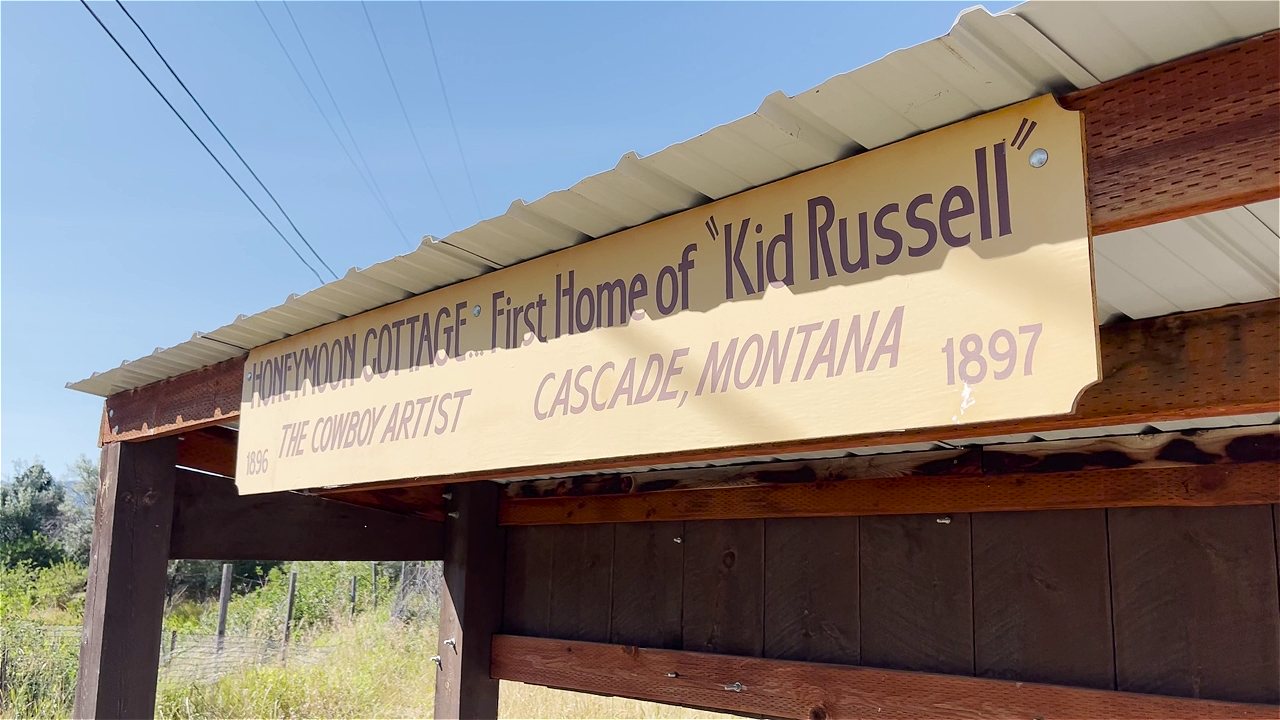 HONEYMOON COTTAGE... First Home of "Kid Russell"
THE COWBOY ARTIST CASCADE, MONTANA
1896 1897